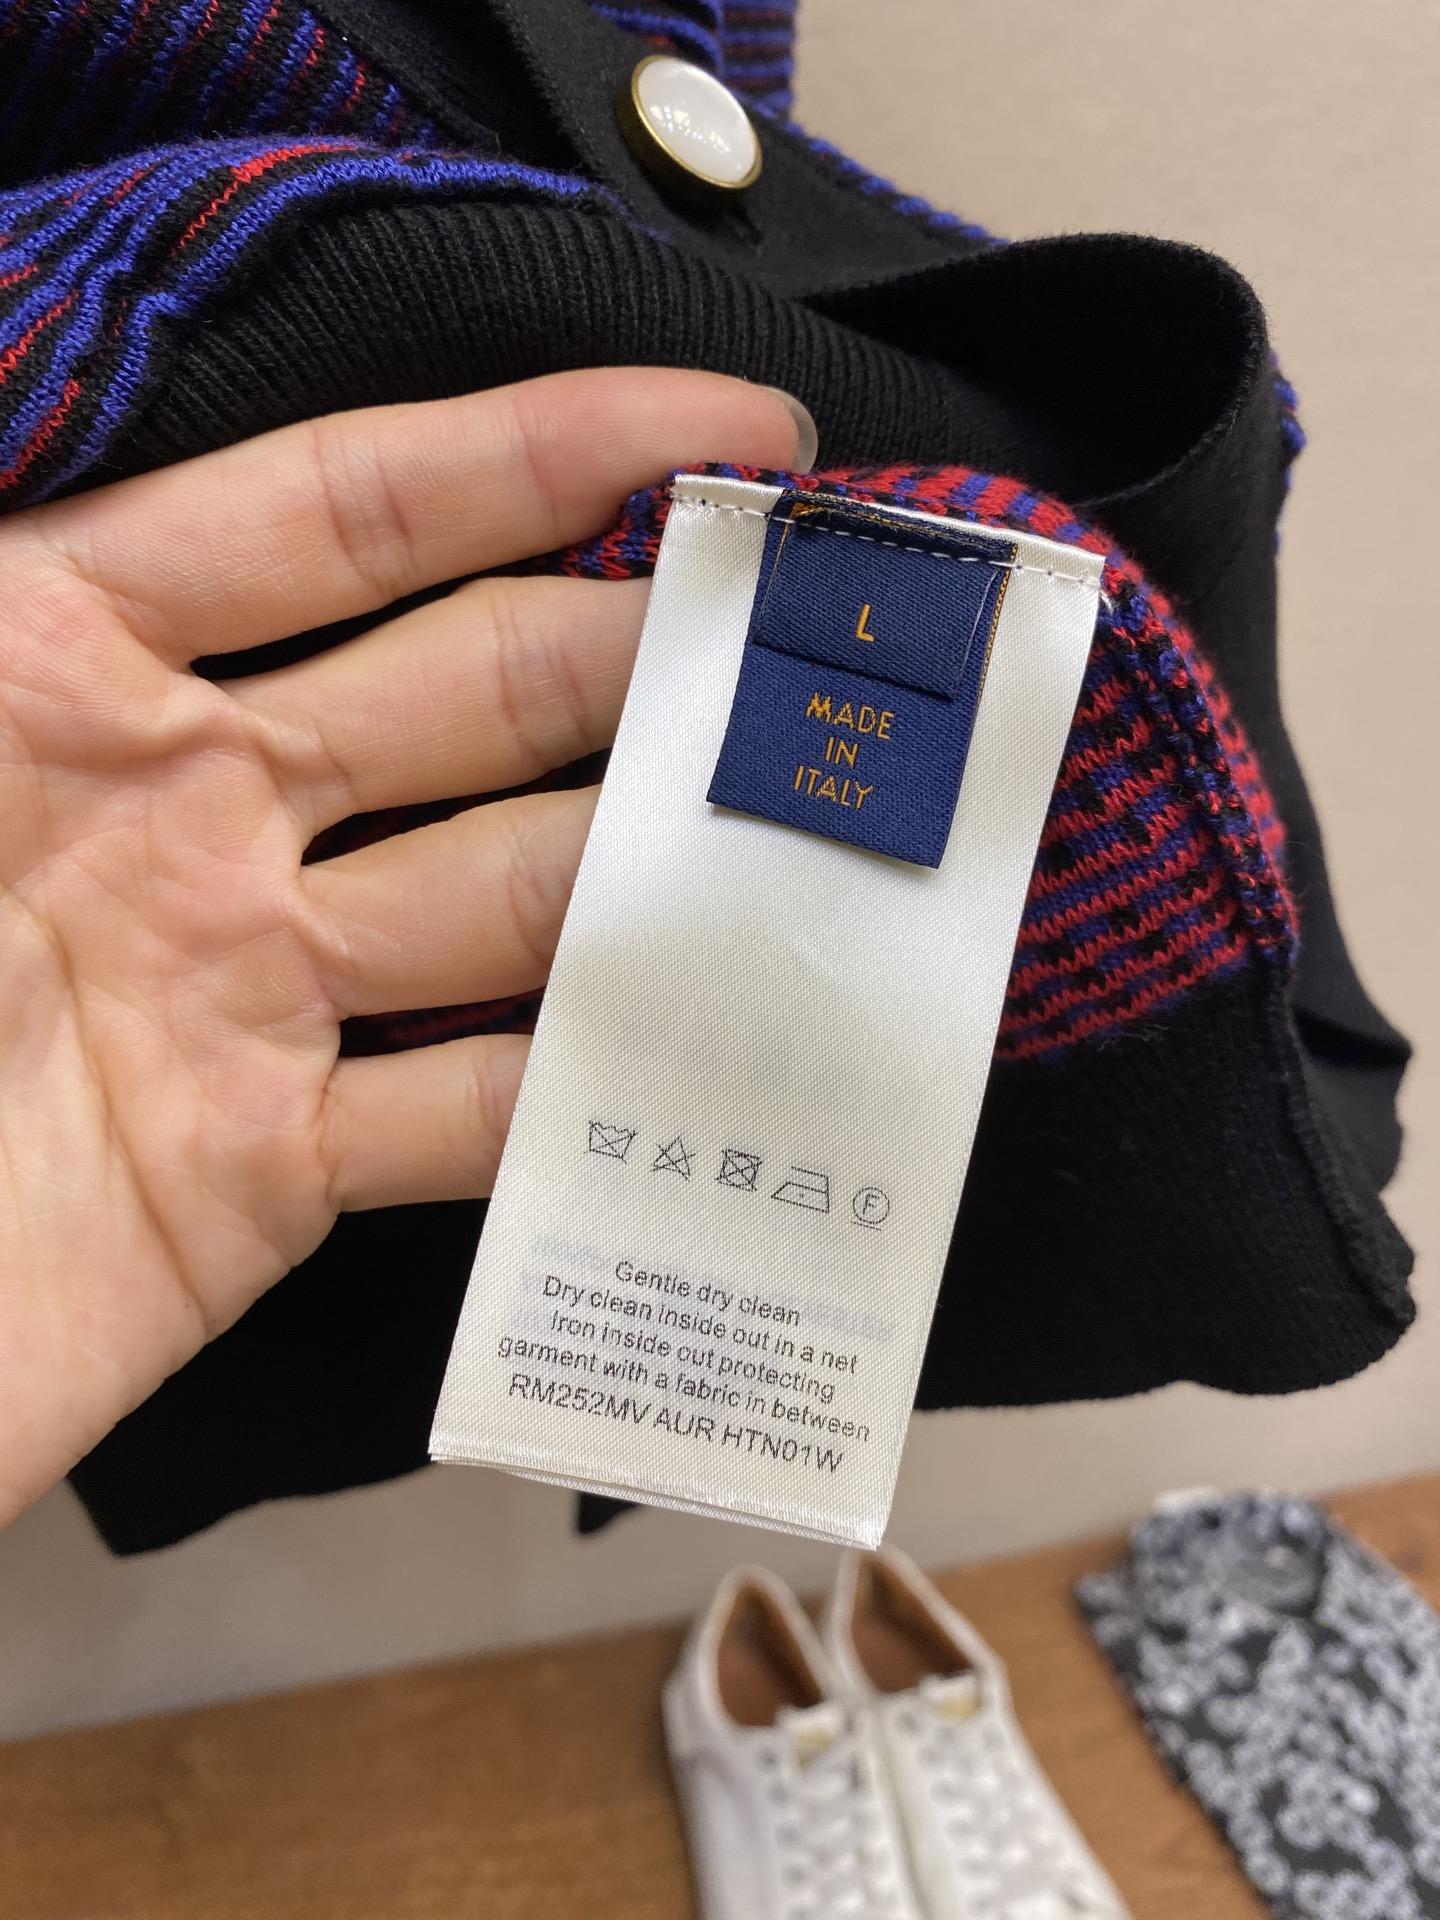 L
MADE
IN
ITALY
F
Gentle dry clean
Dry clean inside out in a net
Iron inside out protecting
garment with a fabric in between
RM252MV AUR HTN01W